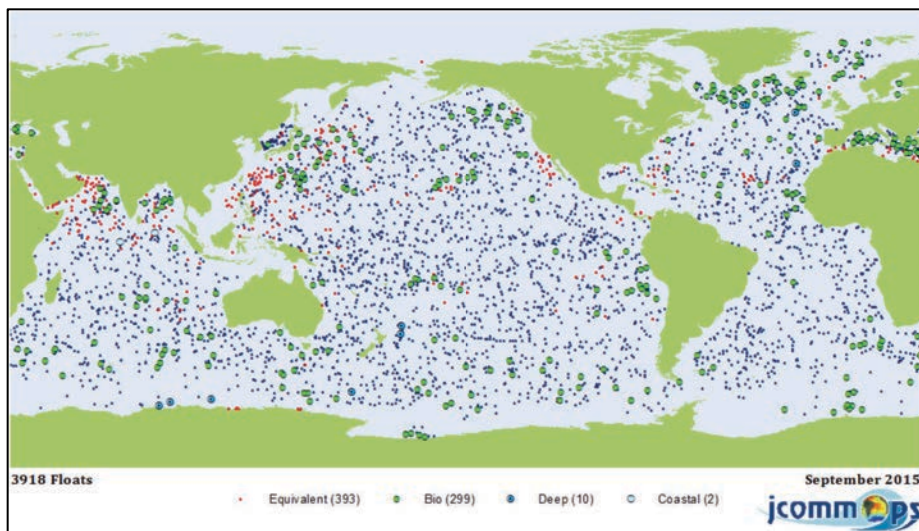 3918 Floats
September 2015
Equivalent (393) Bio (299) Deep (10) Coastal (2)
jcommops